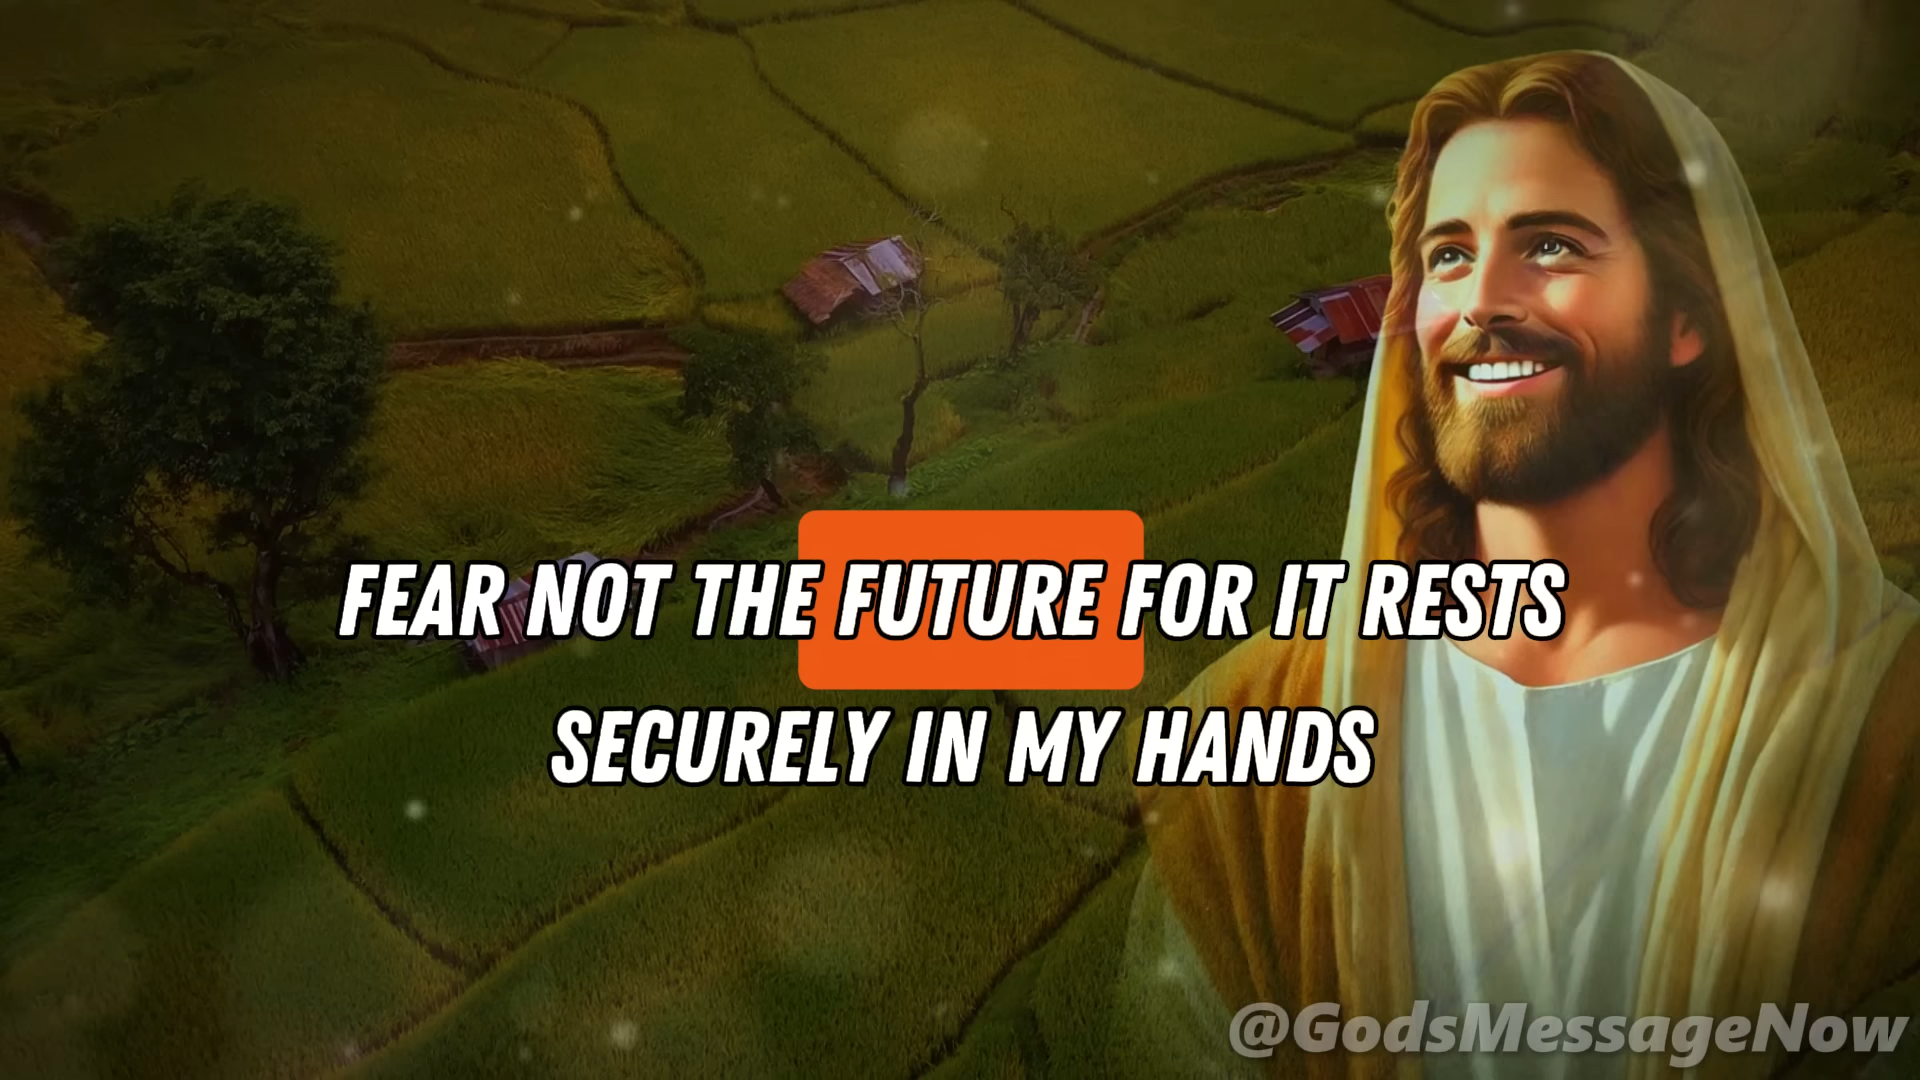 FEAR NOT THE FUTURE FOR IT RESTS
SECURELY IN MY HANDS
@GodsMessageNow